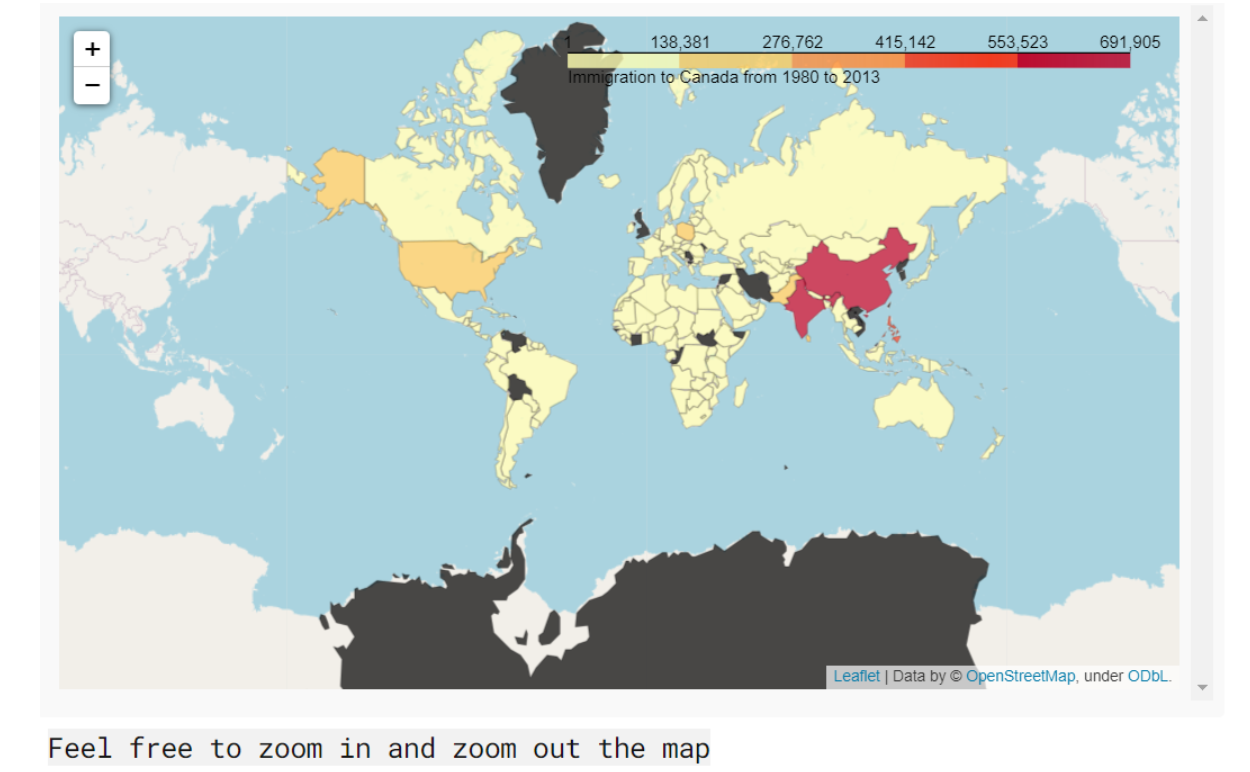 +
−
1 138,381 276,762 415,142 553,523 691,905
Immigration to Canada from 1980 to 2013
Leaflet | Data by © OpenStreetMap, under ODbL.
Feel free to zoom in and zoom out the map